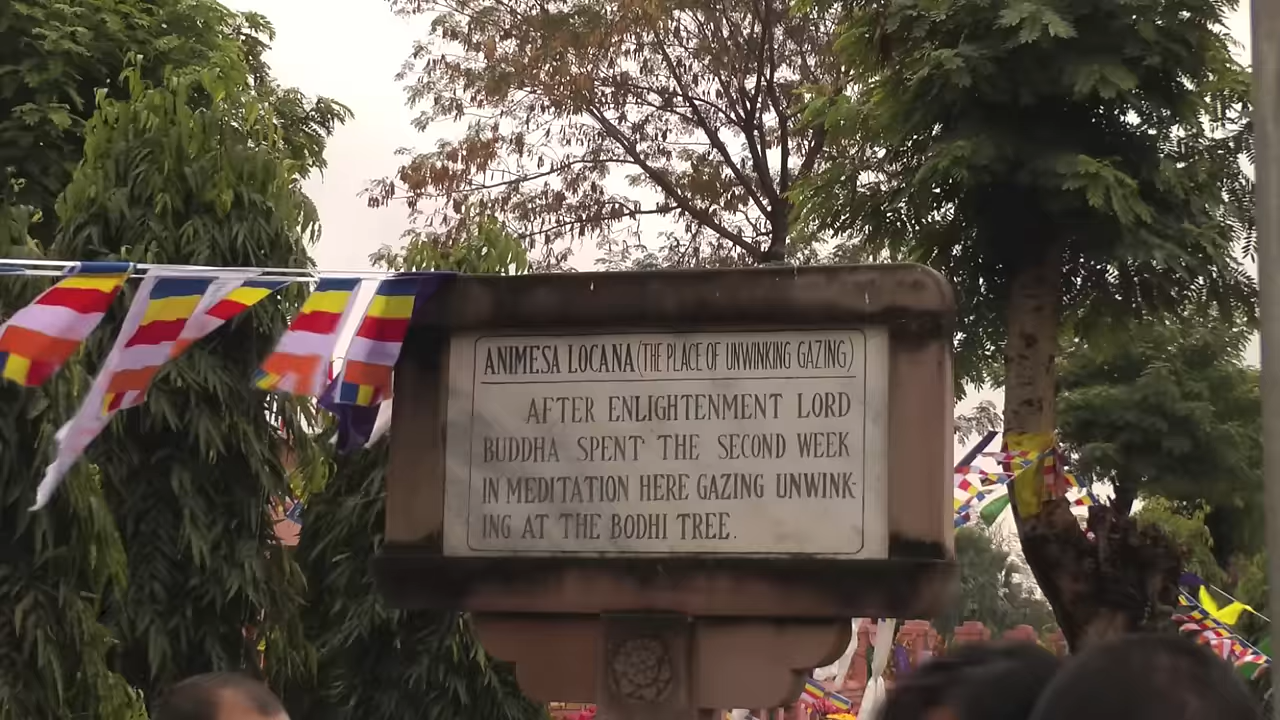 ANIMESA LOCANA (THE PLACE OF UNWINKING GAZING)
AFTER ENLIGHTENMENT LORD
BUDDHA SPENT THE SECOND WEEK
IN MEDITATION HERE GAZING UNWINK-
ING AT THE BODHI TREE.